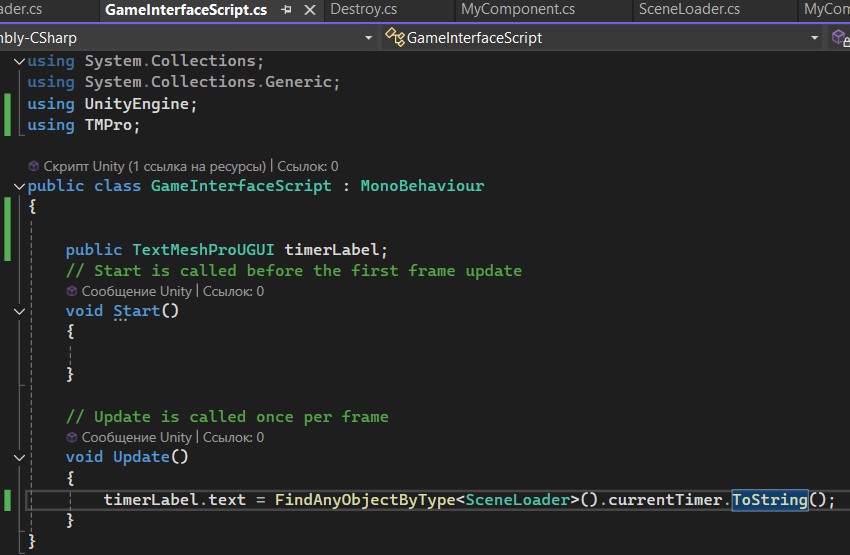 ader.cs GameInterfaceScript.cs Destroy.cs MyComponent.cs SceneLoader.cs MyCom
mbly-CSharp GameInterfaceScript
using System.Collections;
using System.Collections.Generic;
using UnityEngine;
using TMPro;
Скрипт Unity (1 ссылка на ресурсы) | Ссылок: 0
public class GameInterfaceScript : MonoBehaviour
{
public TextMeshProUGUI timerLabel;
// Start is called before the first frame update
Сообщение Unity | Ссылок: 0
void Start()
{
}
// Update is called once per frame
Сообщение Unity | Ссылок: 0
void Update()
{
timerLabel.text = FindAnyObjectByType<SceneLoader>().currentTimer.ToString();
}
}